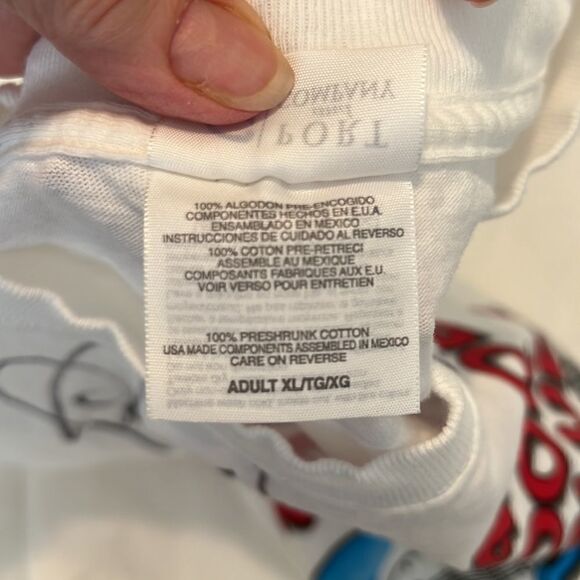 COMPANY
PORT
100% ALGODON PRE-ENCOGIDO
COMPONENTES HECHOS EN E.U.A.
ENSAMBLADO EN MEXICO
INSTRUCCIONES DE CUIDADO AL REVERSO
100% COTON PRE-RETRECI
ASSEMBLE AU MEXIQUE
COMPOSANTS FABRIQUES AUX E.U.
VOIR VERSO POUR ENTRETIEN
100% PRESHRUNK COTTON
USA MADE COMPONENTS ASSEMBLED IN MEXICO
CARE ON REVERSE
ADULT XL/TG/XG